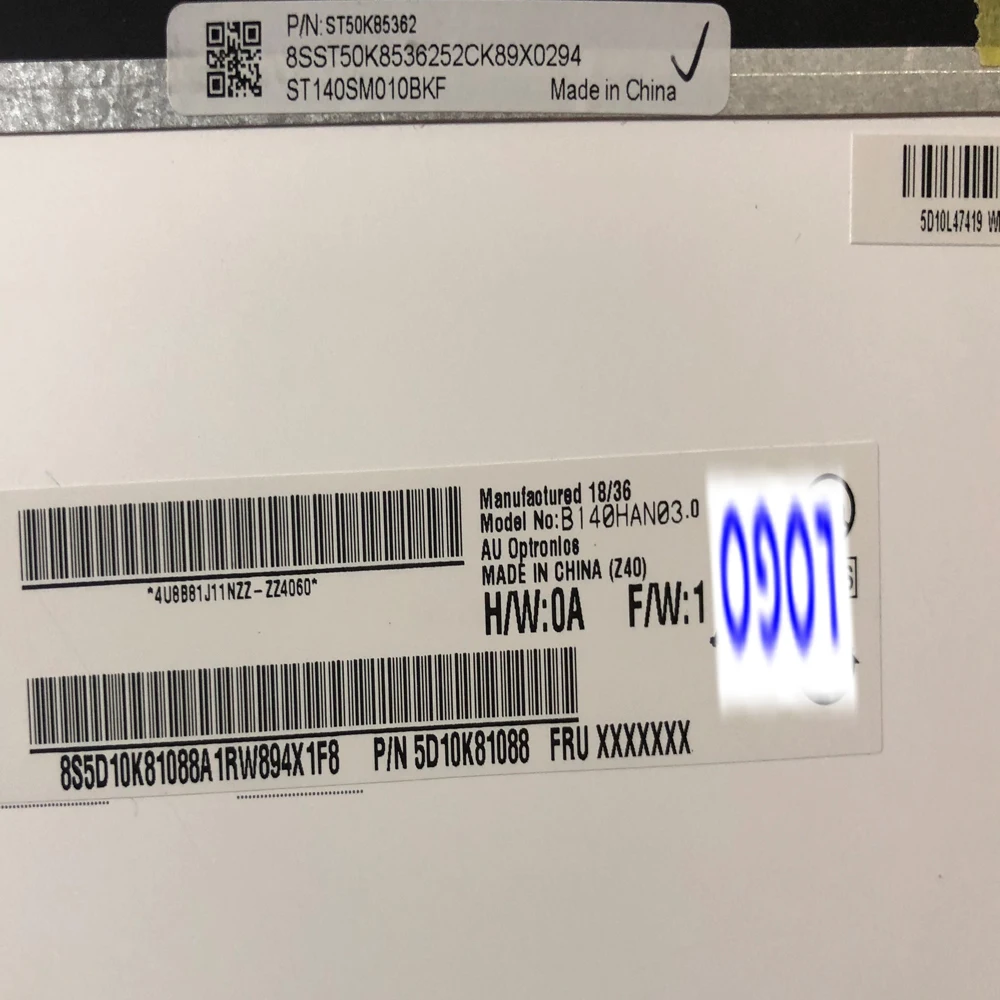 P/N: ST50K85362
8SST50K8536252CK89X0294
ST140SM010BKF Made in China
5D10L47419
Manufactured 18/36
Model No:B140HAN03.0
AU Optronics
MADE IN CHINA (Z40)
H/W:0A F/W:1
*4U8B81J11NZZ-ZZ4060*
LOGO
8S5D10K81088A1RW894X1F8 P/N 5D10K81088 FRU XXXXXXX